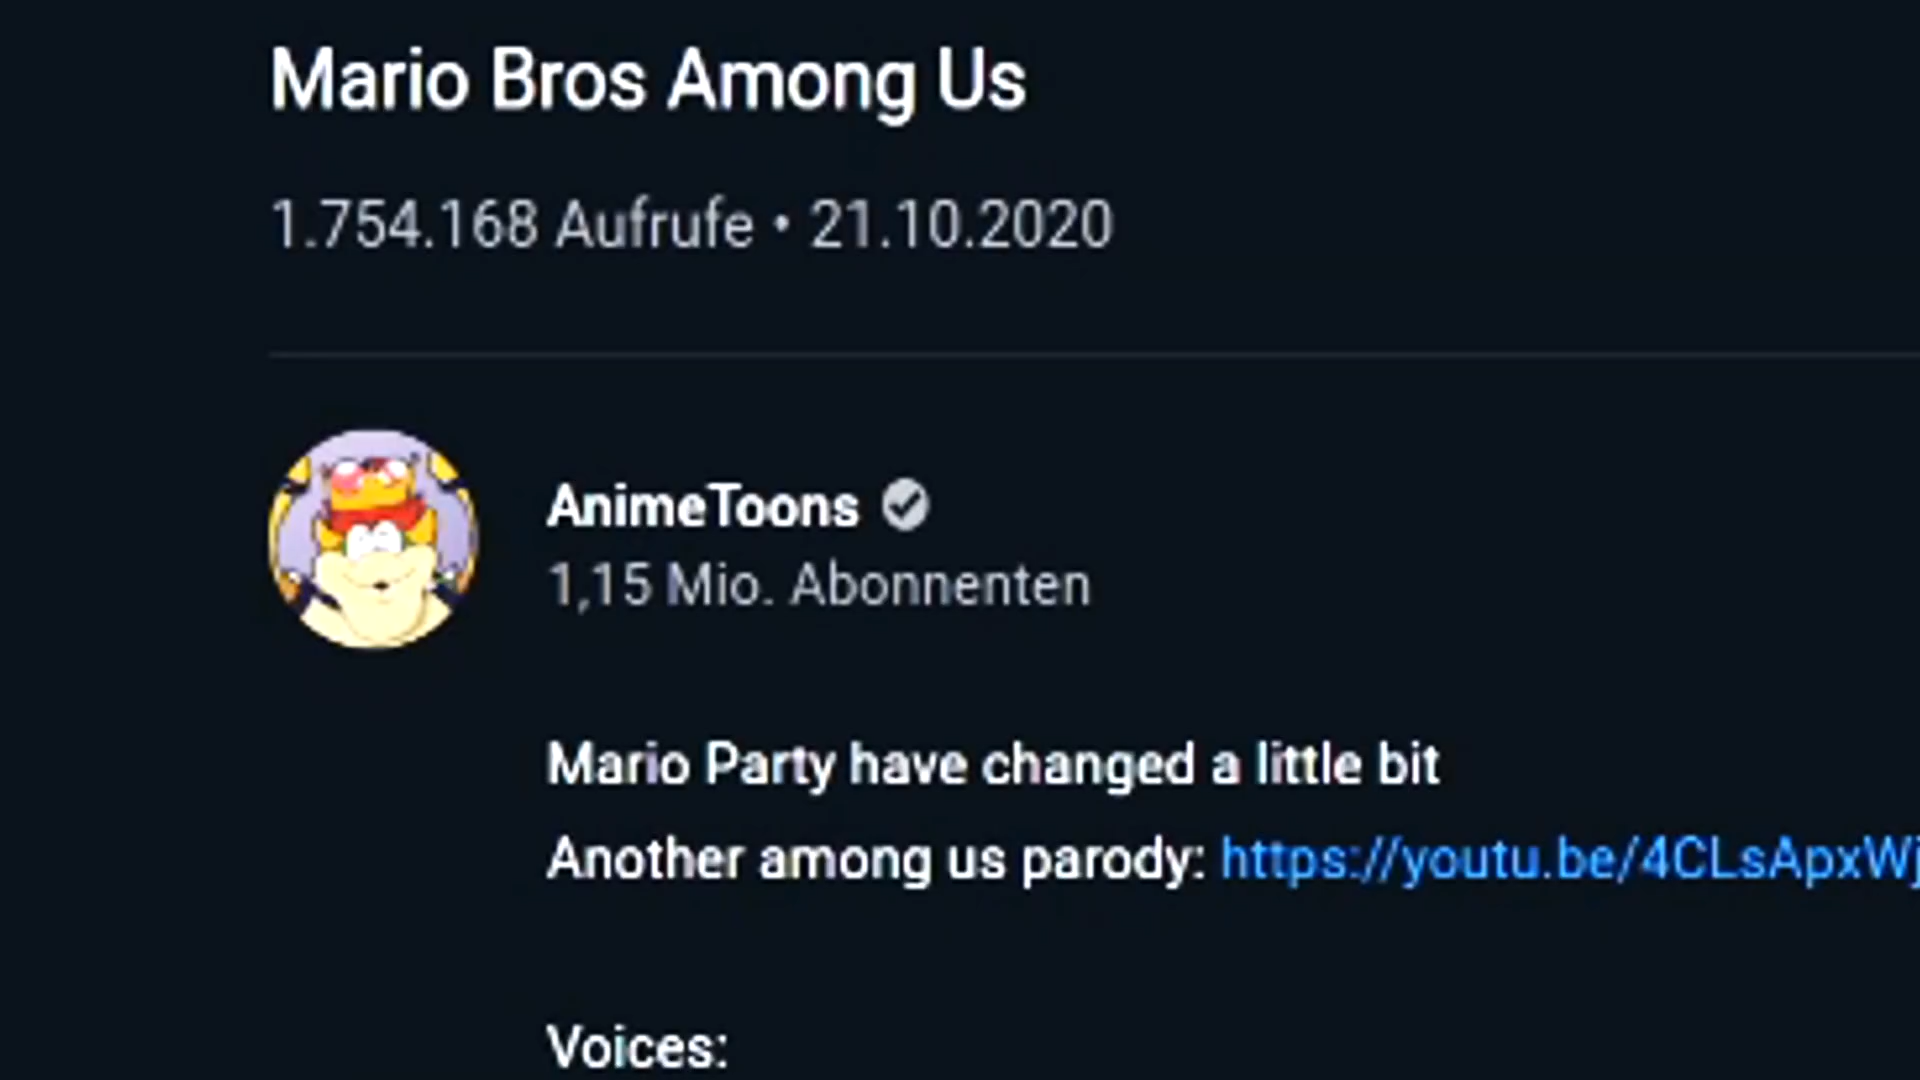 Mario Bros Among Us
1.754.168 Aufrufe • 21.10.2020
AnimeToons
1,15 Mio. Abonnenten
Mario Party have changed a little bit
Another among us parody: https://youtu.be/4CLsApxWj
Voices: